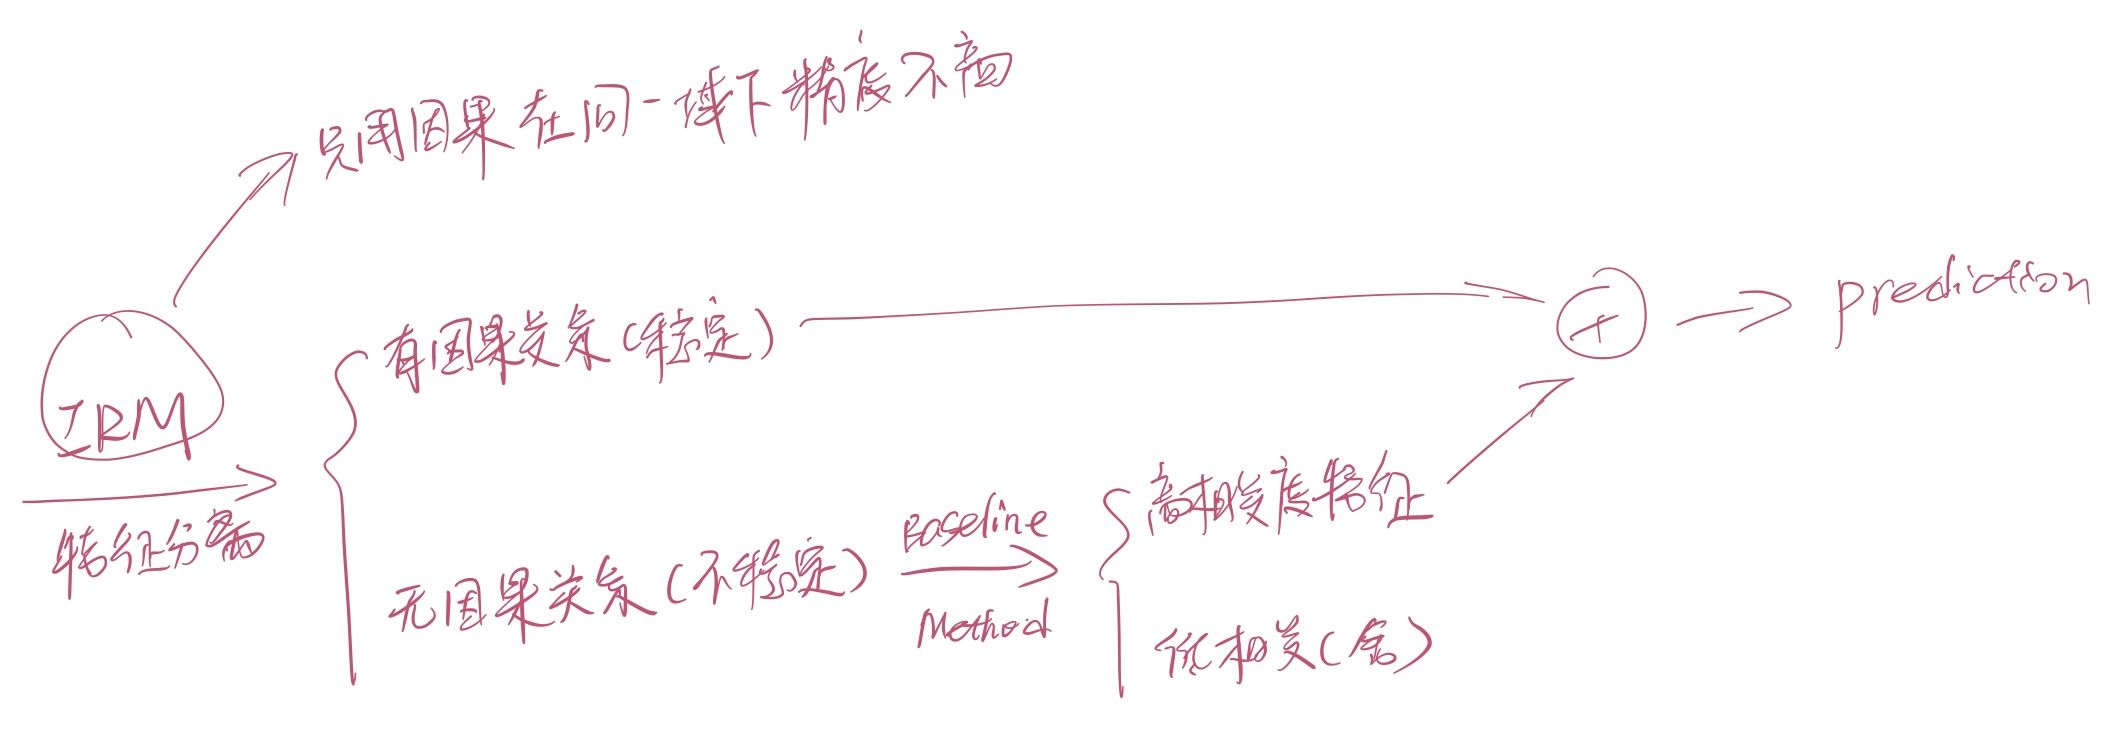 只用因果在同一域下精度不高
IRM
特征分离
有因果关系(稳定)
无因果关系(不稳定)
Baseline
Method
高相关度特征
低相关(舍)
+
prediction